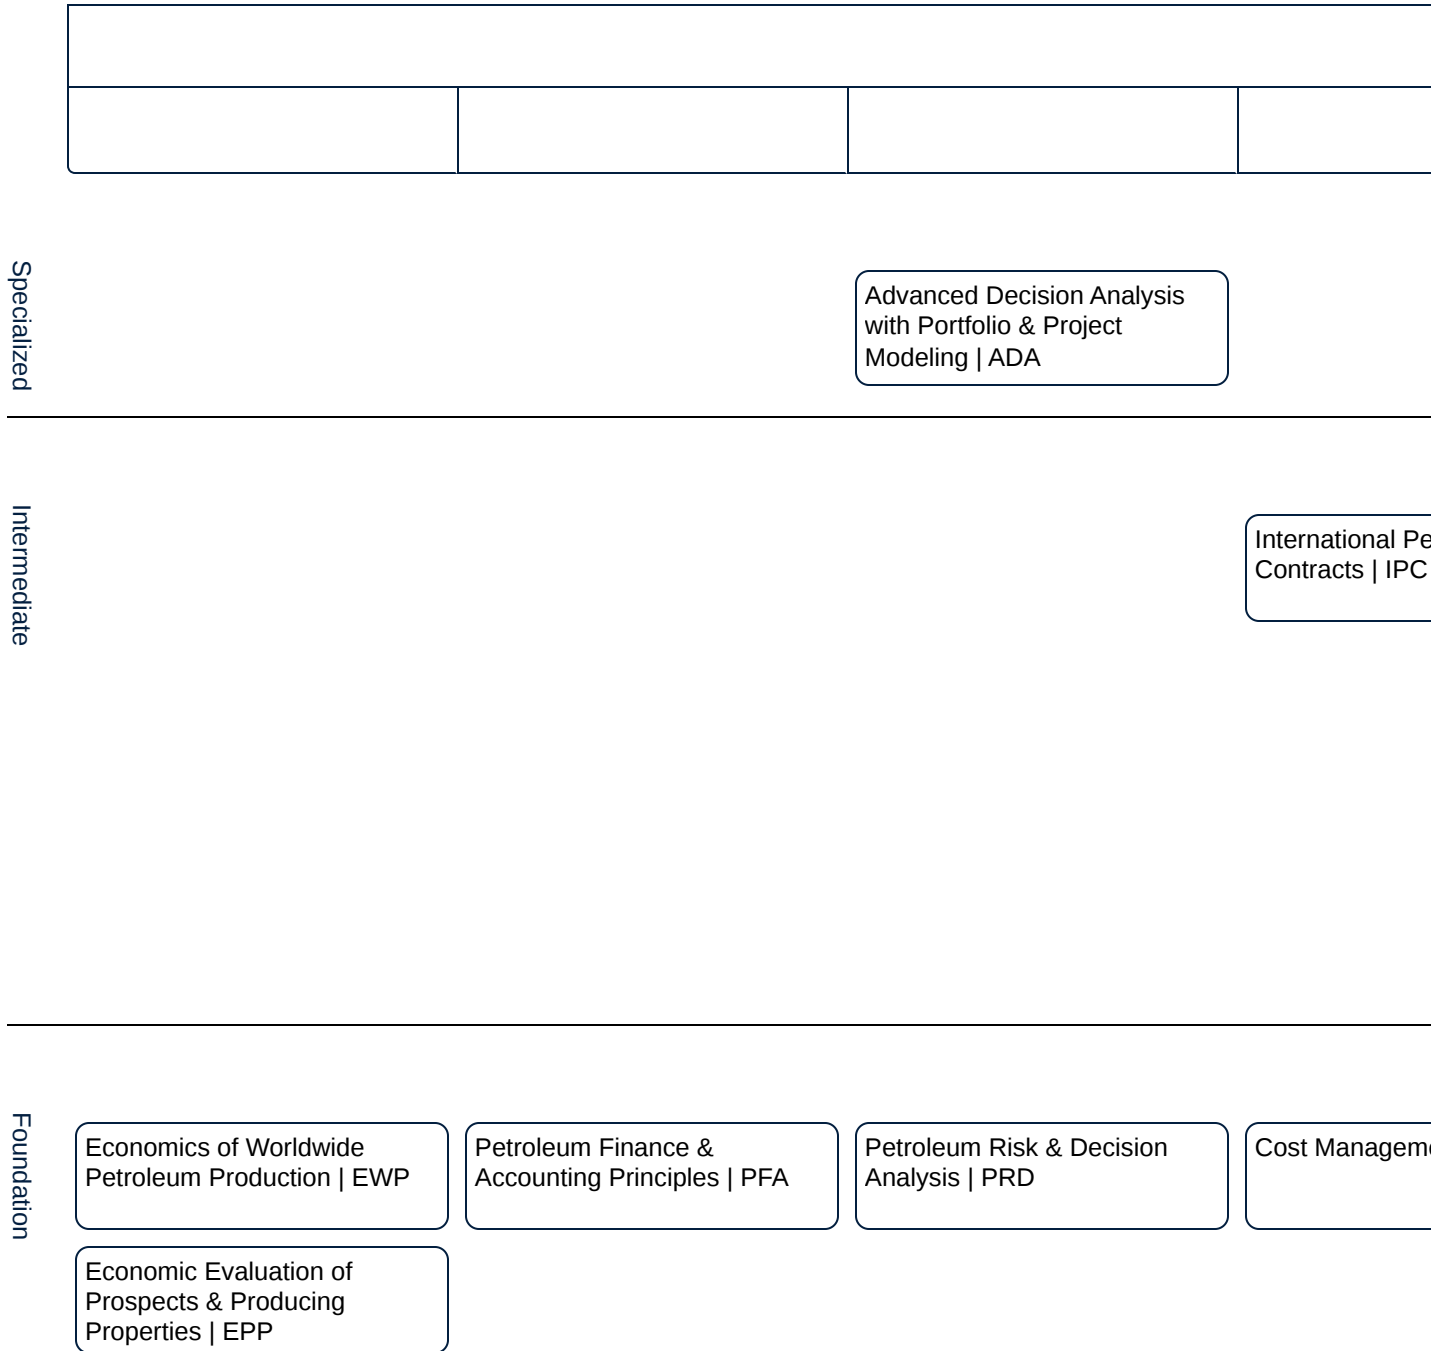 Specialized
Advanced Decision Analysis
with Portfolio & Project
Modeling | ADA
Intermediate
International
Contracts | IPC
Foundation
Economics of Worldwide
Petroleum Production | EWP
Petroleum Finance &
Accounting Principles | PFA
Petroleum Risk & Decision
Analysis | PRD
Cost
Economic Evaluation of
Prospects & Producing
Properties | EPP